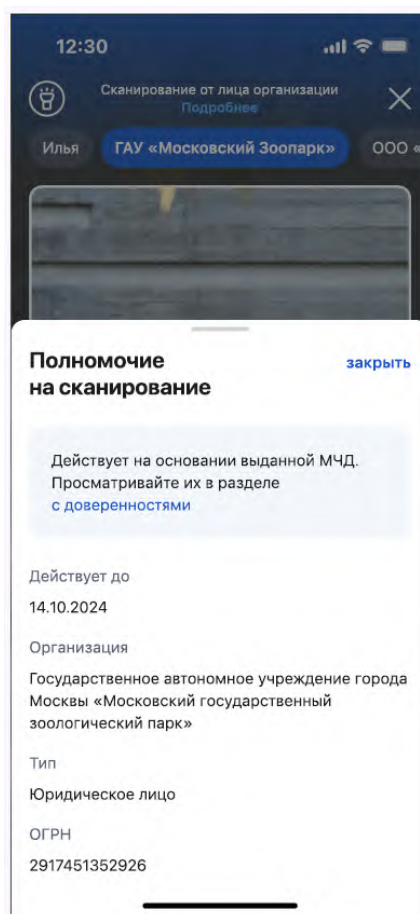 12:30
Сканирование от лица организации
Подробнее
Илья
ГАУ «Московский Зоопарк»
ООО «
Полномочие
на сканирование
закрыть
Действует на основании выданной МЧД.
Просматривайте их в разделе
с доверенностями
Действует до
14.10.2024
Организация
Государственное автономное учреждение города
Москвы «Московский государственный
зоологический парк»
Тип
Юридическое лицо
ОГРН
2917451352926